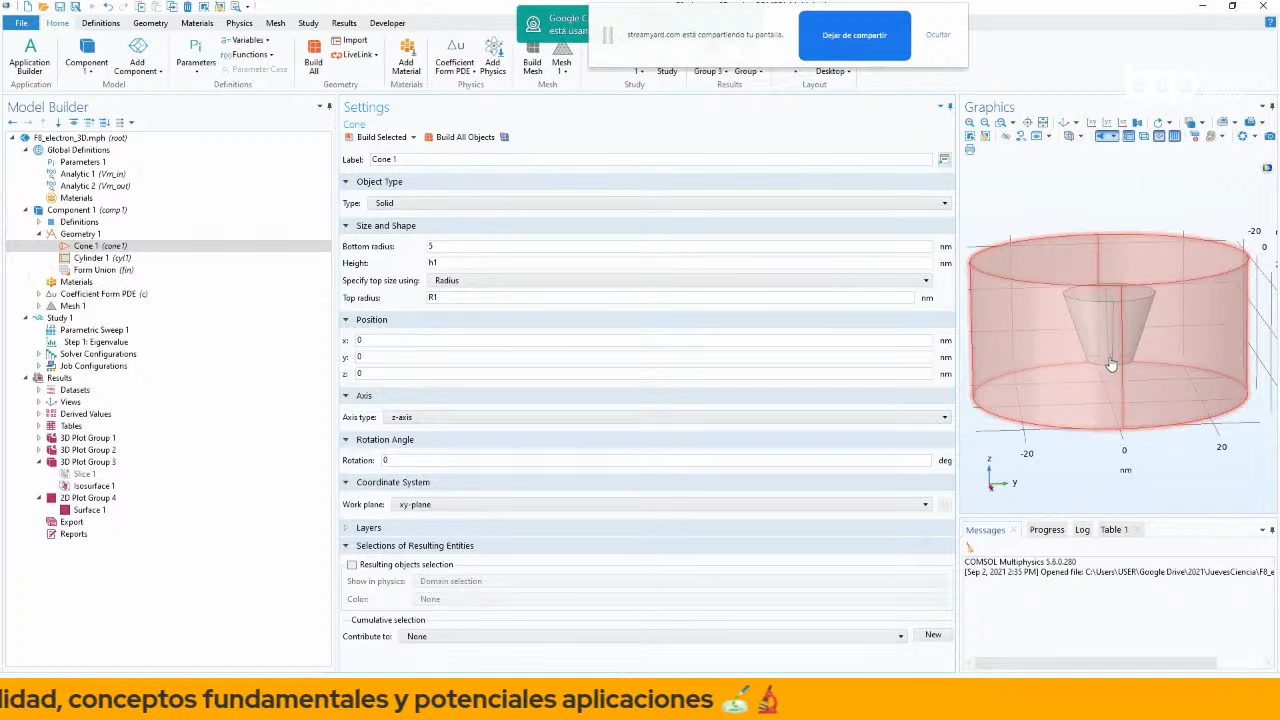 File Home Definitions Geometry Materials Physics Mesh Study Results Developer
Google C
está usan
streamyard.com está compartiendo tu pantalla.
Dejar de compartir
Ocultar
Application Builder
Component 1
Add Component
Parameters
Variables
Functions
Parameter Case
Build All
Import
LiveLink
Add Material
Coefficient Form PDE
Add Physics
Build Mesh
Mesh 1
Study
Group 3
Group
Desktop
Application
Model
Definitions
Geometry
Materials
Physics
Mesh
Study
Results
Layout
Model Builder
F8_electron_3D.mph (root)
Global Definitions
Parameters 1
Analytic 1 (Vm_in)
Analytic 2 (Vm_out)
Materials
Component 1 (comp1)
Definitions
Geometry 1
Cone 1 (cone1)
Cylinder 1 (cyl1)
Form Union (fin)
Materials
Coefficient Form PDE (c)
Mesh 1
Study 1
Parametric Sweep 1
Step 1: Eigenvalue
Solver Configurations
Job Configurations
Results
Datasets
Views
Derived Values
Tables
3D Plot Group 1
3D Plot Group 2
3D Plot Group 3
Slice 1
Isosurface 1
2D Plot Group 4
Surface 1
Export
Reports
Settings
Cone
Build Selected
Build All Objects
Label: Cone 1
Object Type
Type: Solid
Size and Shape
Bottom radius: 5 nm
Height: h1 nm
Specify top size using: Radius
Top radius: R1 nm
Position
x: 0 nm
y: 0 nm
z: 0 nm
Axis
Axis type: z-axis
Rotation Angle
Rotation: 0 deg
Coordinate System
Work plane: xy-plane
Layers
Selections of Resulting Entities
Resulting objects selection
Show in physics: Domain selection
Color: None
Cumulative selection
Contribute to: None New
Graphics
-20
0
-20
0
20
nm
z
y
Messages Progress Log Table 1
COMSOL Multiphysics 5.6.0.280
[Sep 2, 2021 2:35 PM] Opened file: C:\Users\USER\Google Drive\2021\JuevesCiencia\F8_e
lidad, conceptos fundamentales y potenciales aplicaciones